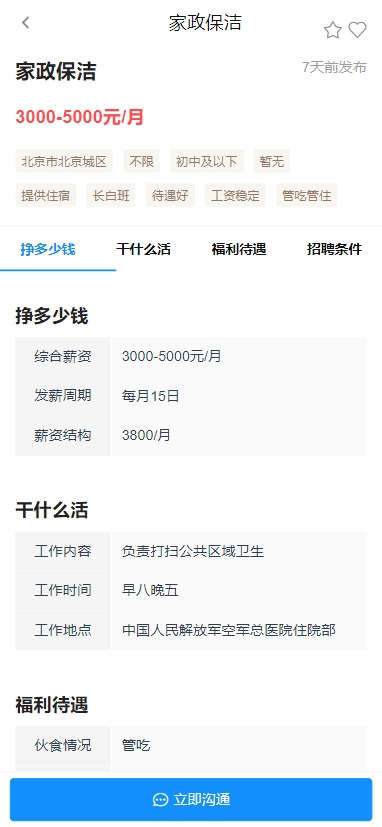 家政保洁
家政保洁
7天前发布
3000-5000元/月
北京市北京城区 不限 初中及以下 暂无
提供住宿 长白班 待遇好 工资稳定 管吃管住
挣多少钱 干什么活 福利待遇 招聘条件
挣多少钱
综合薪资 3000-5000元/月
发薪周期 每月15日
薪资结构 3800/月
干什么活
工作内容 负责打扫公共区域卫生
工作时间 早八晚五
工作地点 中国人民解放军空军总医院住院部
福利待遇
伙食情况 管吃
立即沟通